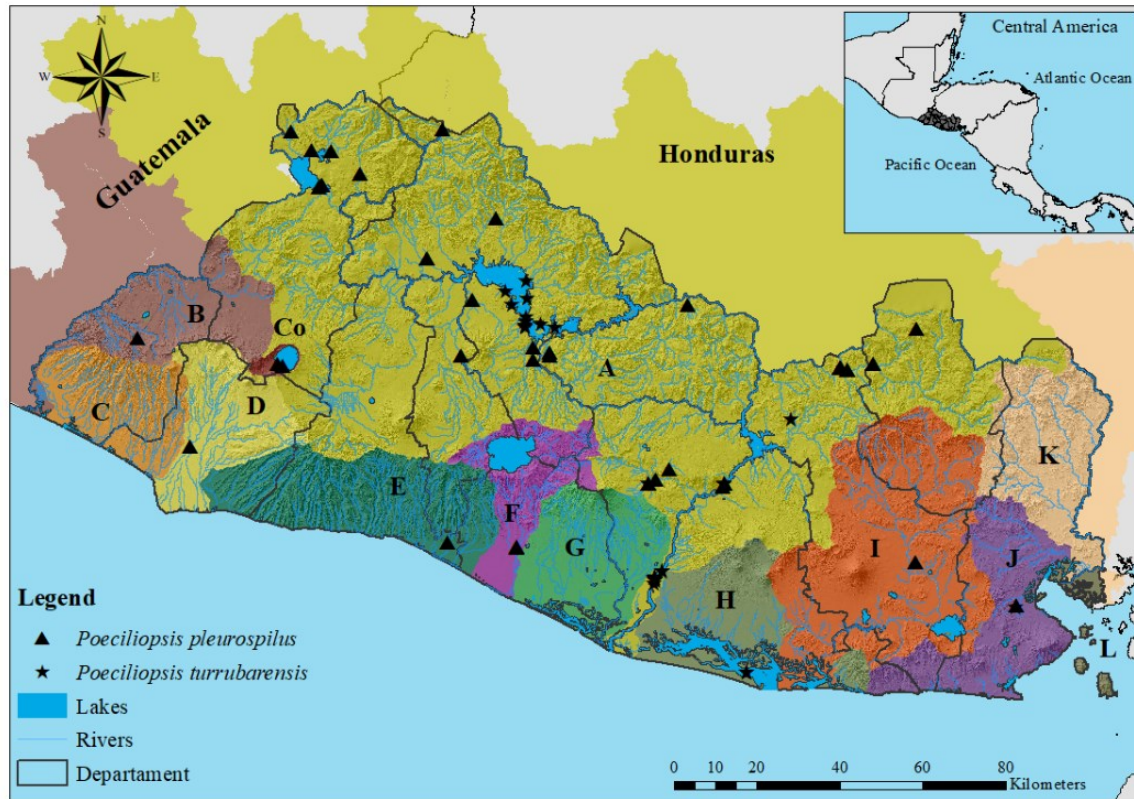 N
W
E
S
Guatemala
Honduras
Central America
Atlantic Ocean
Pacific Ocean
B
Co
A
C
D
E
F
G
H
I
J
K
L
Legend
Poeciliopsis pleurospilus
Poeciliopsis turrubarensis
Lakes
Rivers
Departament
0 5 10 20 40 60 80
Kilometers